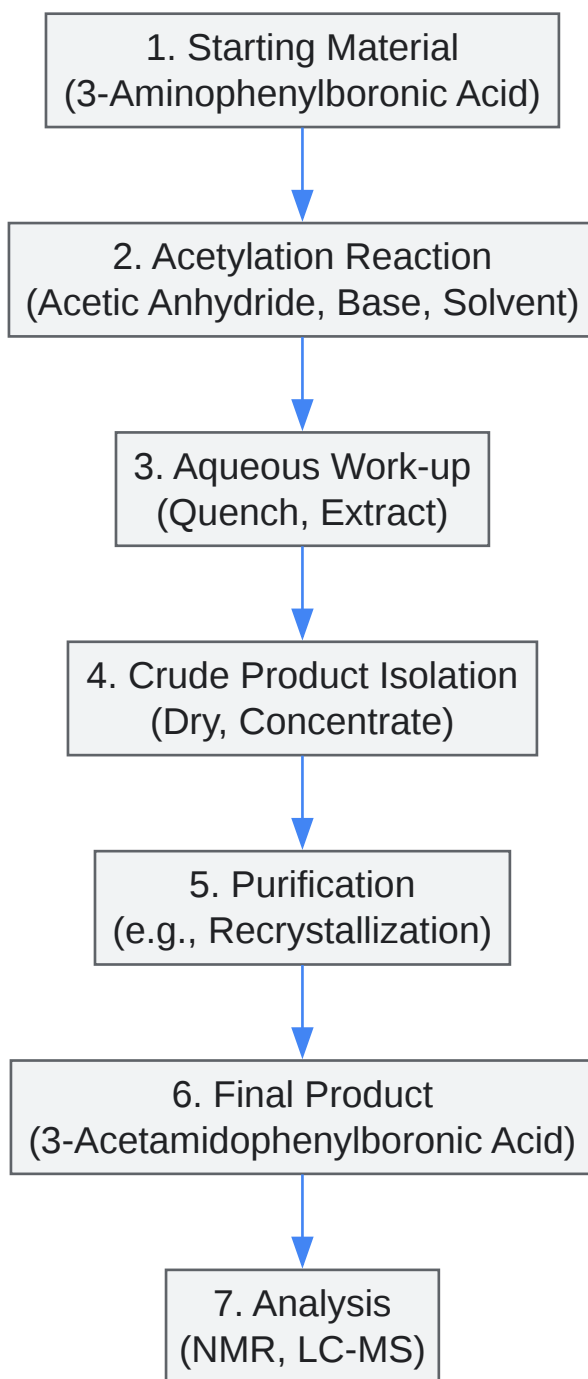 1. Starting Material
(3-Aminophenylboronic Acid)
2. Acetylation Reaction
(Acetic Anhydride, Base, Solvent)
3. Aqueous Work-up
(Quench, Extract)
4. Crude Product Isolation
(Dry, Concentrate)
5. Purification
(e.g., Recrystallization)
6. Final Product
(3-Acetamidophenylboronic Acid)
7. Analysis
(NMR, LC-MS)